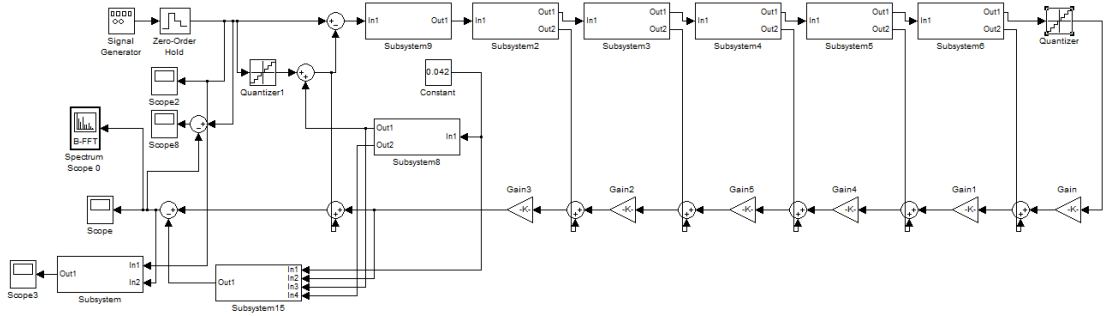 Signal
Generator
Zero-Order
Hold
In1
Out1
Subsystem9
In1
Out1
Out2
Subsystem2
In1
Out1
Out2
Subsystem3
In1
Out1
Out2
Subsystem4
In1
Out1
Out2
Subsystem5
In1
Out1
Out2
Subsystem6
Quantizer
Scope2
Quantizer1
0.042
Constant
B-FFT
Spectrum
Scope 0
Scope8
Out1
Out2
In1
Subsystem8
Gain3
-K-
Gain2
-K-
Gain5
-K-
Gain4
-K-
Gain1
-K-
Gain
-K-
Scope
Scope3
Out1
In1
In2
Subsystem
Out1
In1
In2
In3
In4
Subsystem15